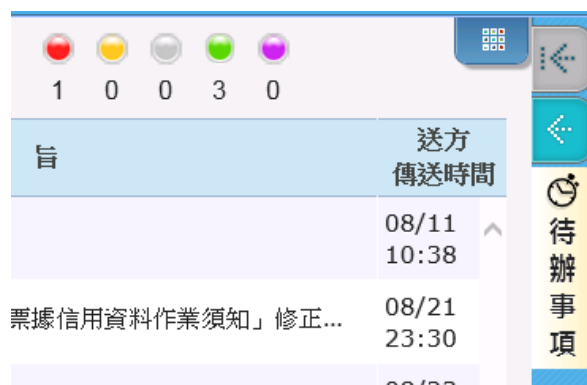 1 0 0 3 0
旨
送方
傳送時間
08/11
10:38
票據信用資料作業須知」修正...
08/21
23:30
待辦事項